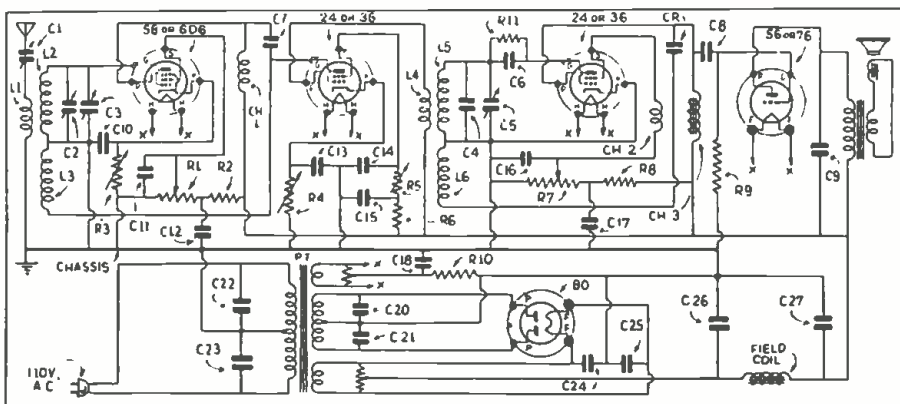 C1
L2
L1
C3
C2
C10
L3
R3
C11
C12
R1
R2
56 OR 6D6
C7
CH 1
24 OR 36
C13
C14
R4
C15
R5
R6
L4
L5
R11
C6
C4
C5
L6
24 OR 36
CR1
C8
CH 2
C16
R7
R8
C17
CH 3
R9
56 OR 76
C9
X
X
X
X
X
X
X
X
CHASSIS
C22
C23
PT
X
X
C18
R10
C20
C21
80
P
P
F
F
C25
C24
C26
C27
FIELD
COIL
110V.
A C